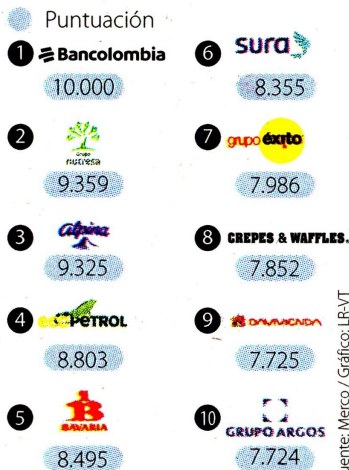 Puntuación
1 Bancolombia
10.000
2 Grupo nutresa
9.359
3 alpina
9.325
4 ecoPETROL
8.803
5 B
BAVARIA
8.495
6 sura
8.355
7 grupo éxito
7.986
8 CREPES & WAFFLES.
7.852
9 DAVIVIENDA
7.725
10 GRUPO ARGOS
7.724
uente: Merco / Gráfico: LR-VT